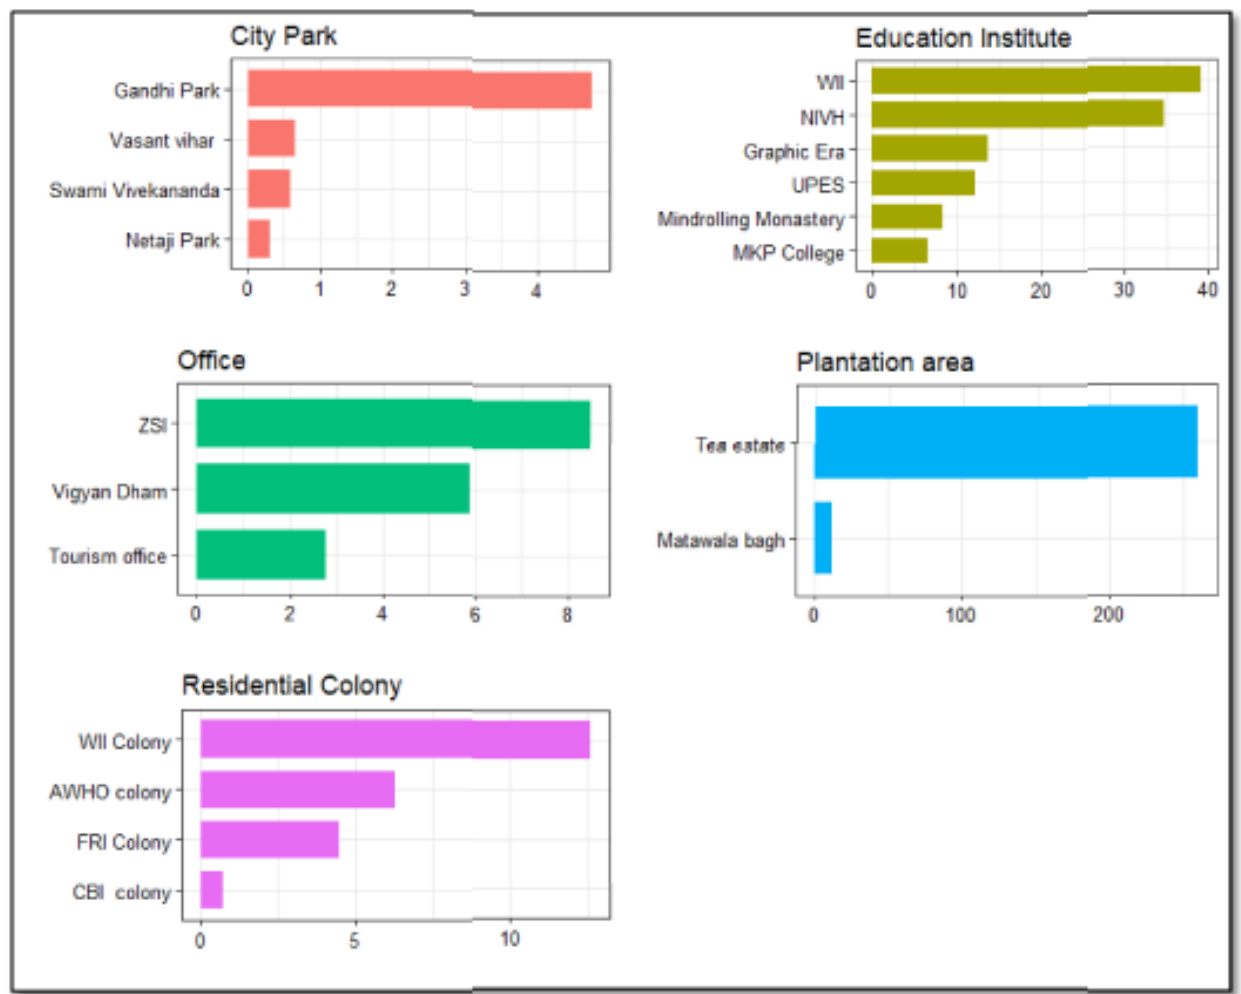 City Park
Gandhi Park
Vasant vihar
Swami Vivekananda
Netaji Park
0 1 2 3 4
Education Institute
WII
NIVH
Graphic Era
UPES
Mindrolling Monastery
MKP College
0 10 20 30 40
Office
ZSI
Vigyan Dham
Tourism office
0 2 4 6 8
Plantation area
Tea estate
Matawala bagh
0 100 200
Residential Colony
WII Colony
AWHO colony
FRI Colony
CBI colony
0 5 10